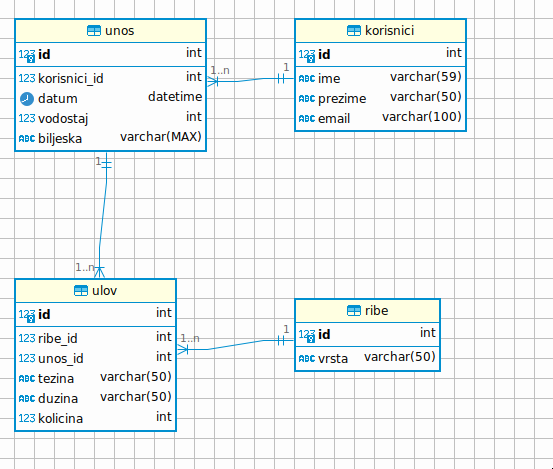 unos
123 id int
123 korisnici_id int
datum datetime
123 vodostaj int
ABC biljeska varchar(MAX)
korisnici
123 id int
ABC ime varchar(59)
ABC prezime varchar(50)
ABC email varchar(100)
1..n
1
1
1..n
ulov
123 id int
123 ribe_id int
123 unos_id int
ABC tezina varchar(50)
ABC duzina varchar(50)
123 kolicina int
1..n
1
ribe
123 id int
ABC vrsta varchar(50)